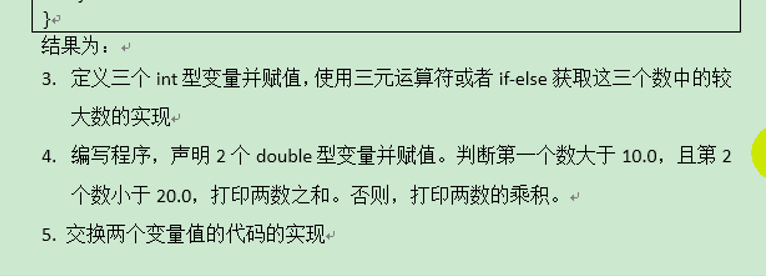 }
结果为：
3. 定义三个 int 型变量并赋值，使用三元运算符或者 if-else 获取这三个数中的较
大数的实现
4. 编写程序，声明 2 个 double 型变量并赋值。判断第一个数大于 10.0，且第 2
个数小于 20.0，打印两数之和。否则，打印两数的乘积。
5. 交换两个变量值的代码的实现